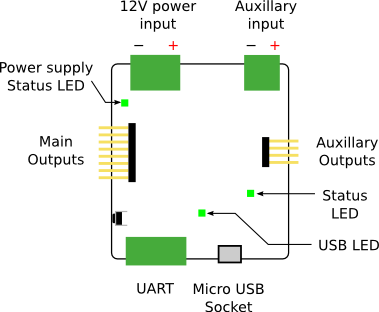 12V power
input
Auxillary
input
− +
− +
Power supply
Status LED
Main
Outputs
Auxillary
Outputs
Status
LED
USB LED
UART
Micro USB
Socket